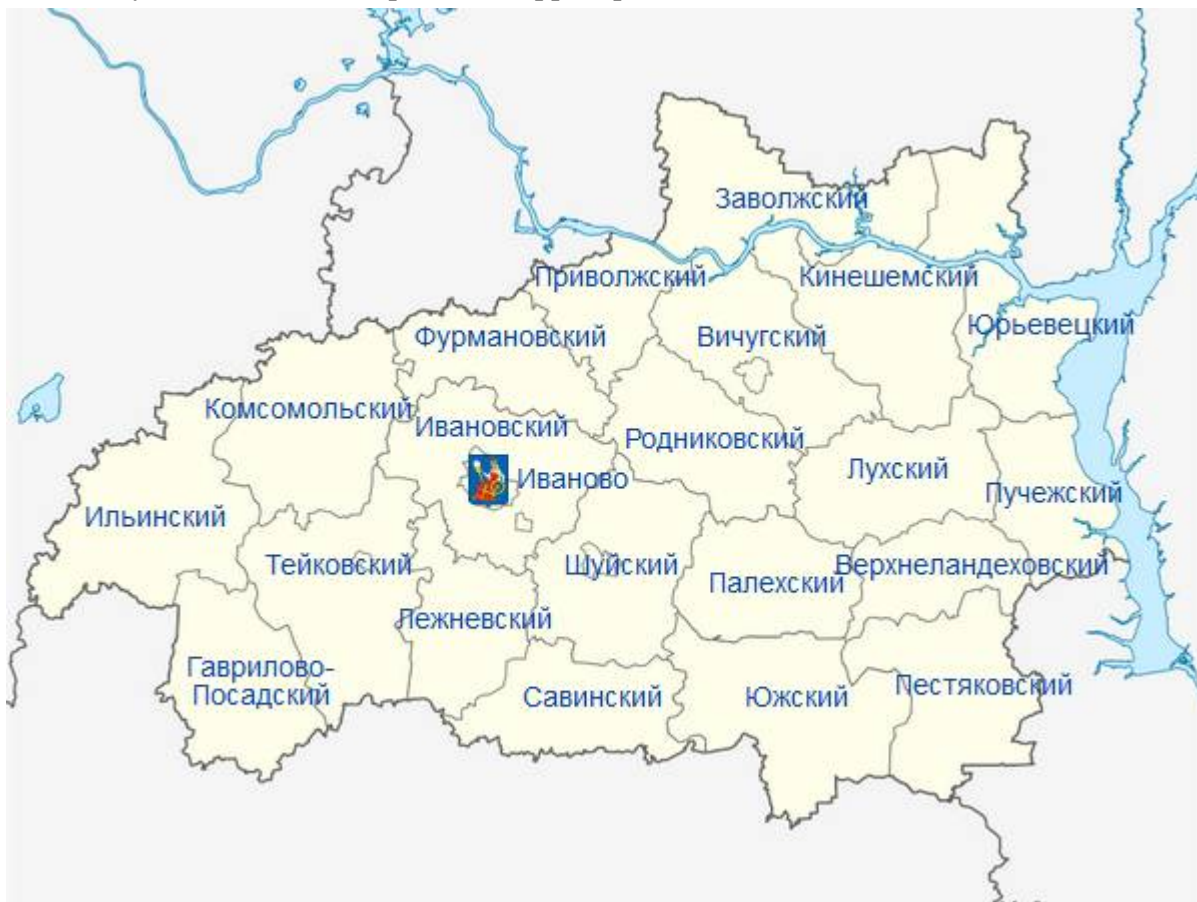 Заволжский
Приволжский
Кинешемский
Юрьевецкий
Фурмановский
Вичугский
Комсомольский
Ивановский
Родниковский
Лухский
Иваново
Пучежский
Ильинский
Тейковский
Шуйский
Палехский
Верхнеландеховский
Лежневский
Гаврилово-
Посадский
Савинский
Южский
Пестяковский